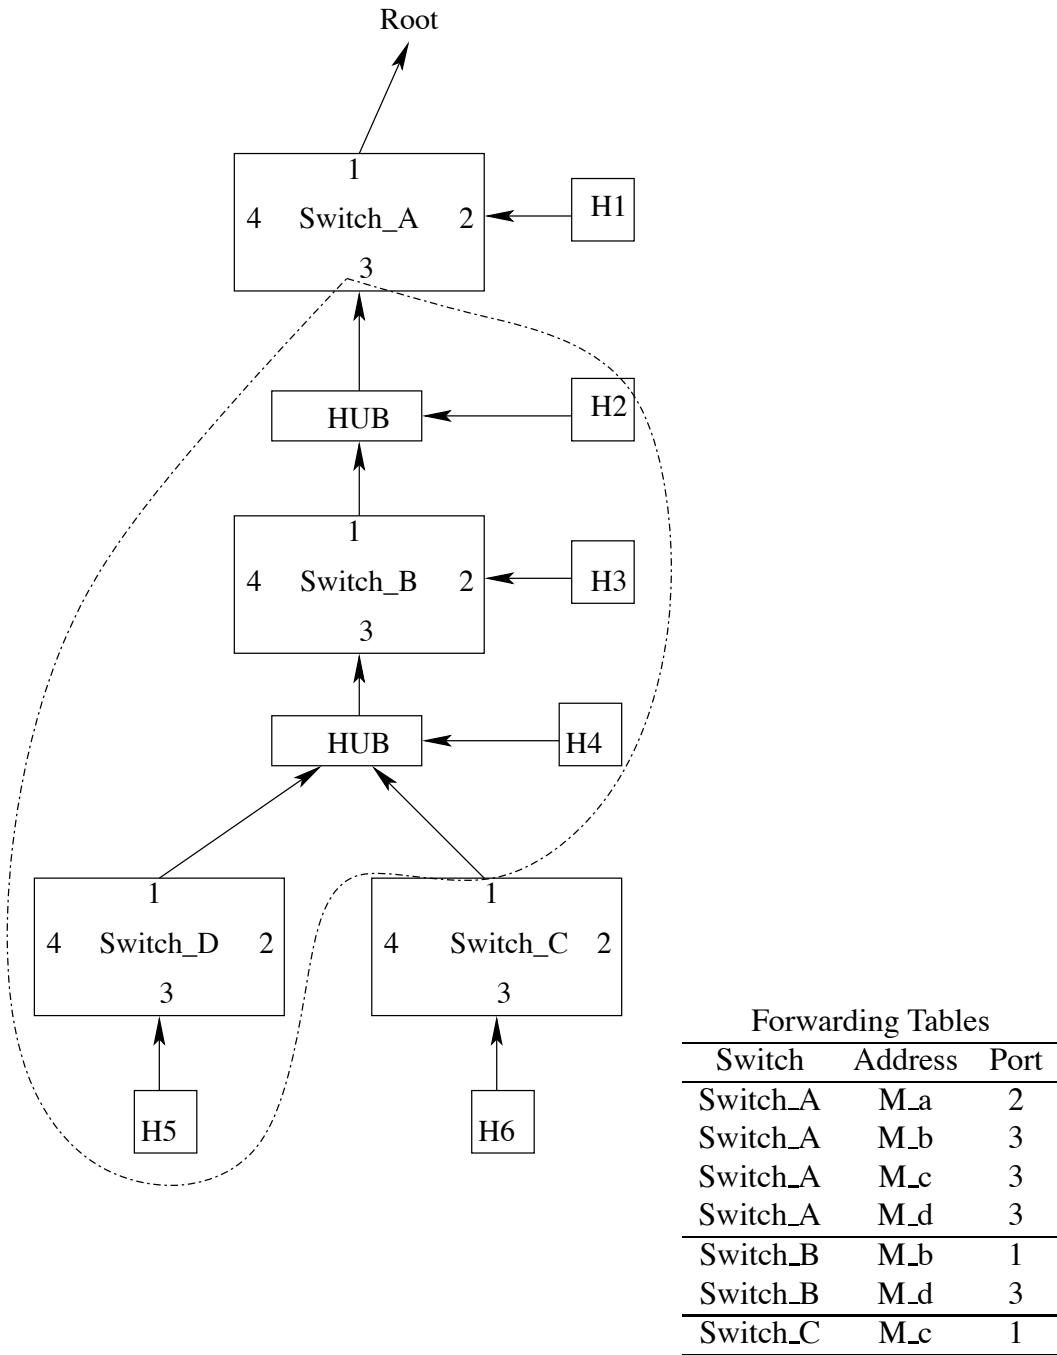 Root
1
4 Switch_A 2
3
H1
HUB
H2
1
4 Switch_B 2
3
H3
HUB
H4
1
4 Switch_D 2
3
1
4 Switch_C 2
3
H5
H6
Forwarding Tables
Switch Address Port
Switch_A M_a 2
Switch_A M_b 3
Switch_A M_c 3
Switch_A M_d 3
Switch_B M_b 1
Switch_B M_d 3
Switch_C M_c 1